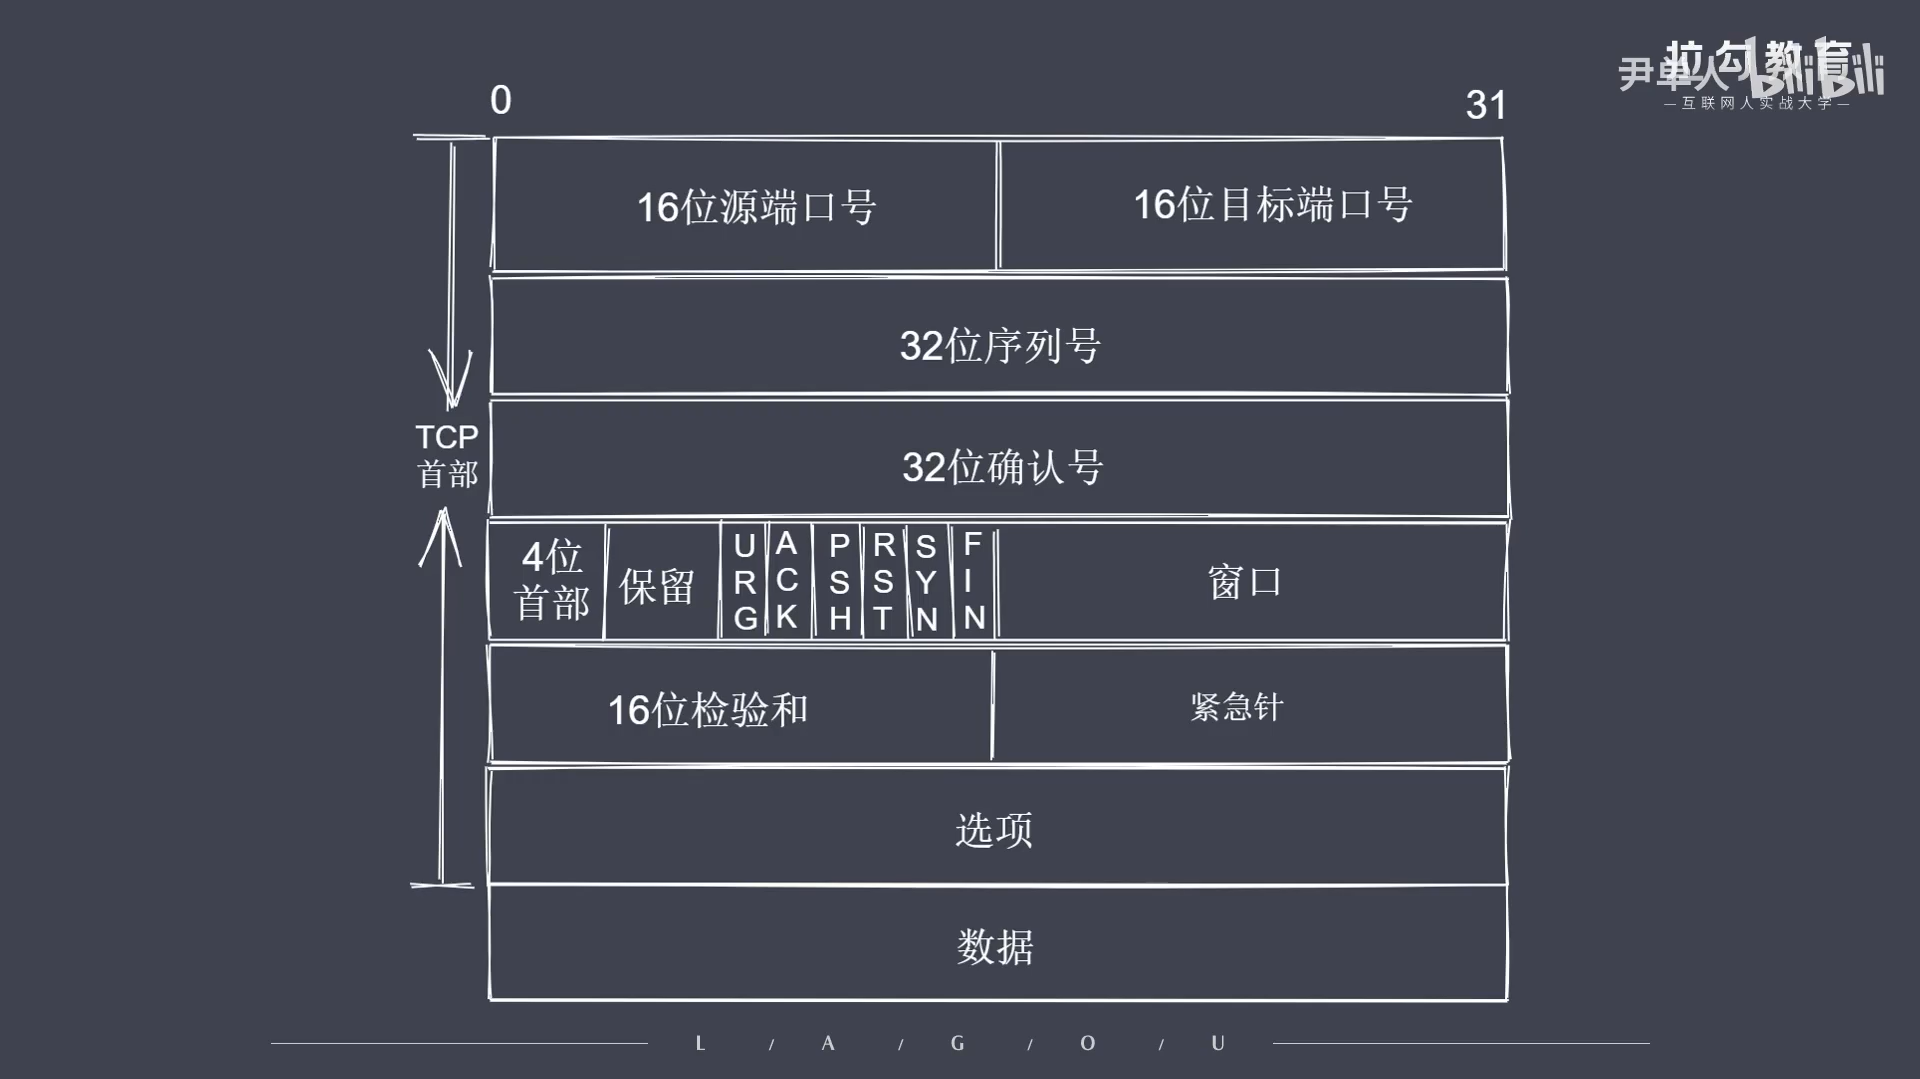 拉勾教育
尹单人
bilibili
—互联网人实战大学—
0
31
16位源端口号
16位目标端口号
32位序列号
TCP
首部
32位确认号
4位
首部
保留
URG
ACK
PSH
RST
SYN
FIN
窗口
16位检验和
紧急针
选项
数据
L / A / G / O / U